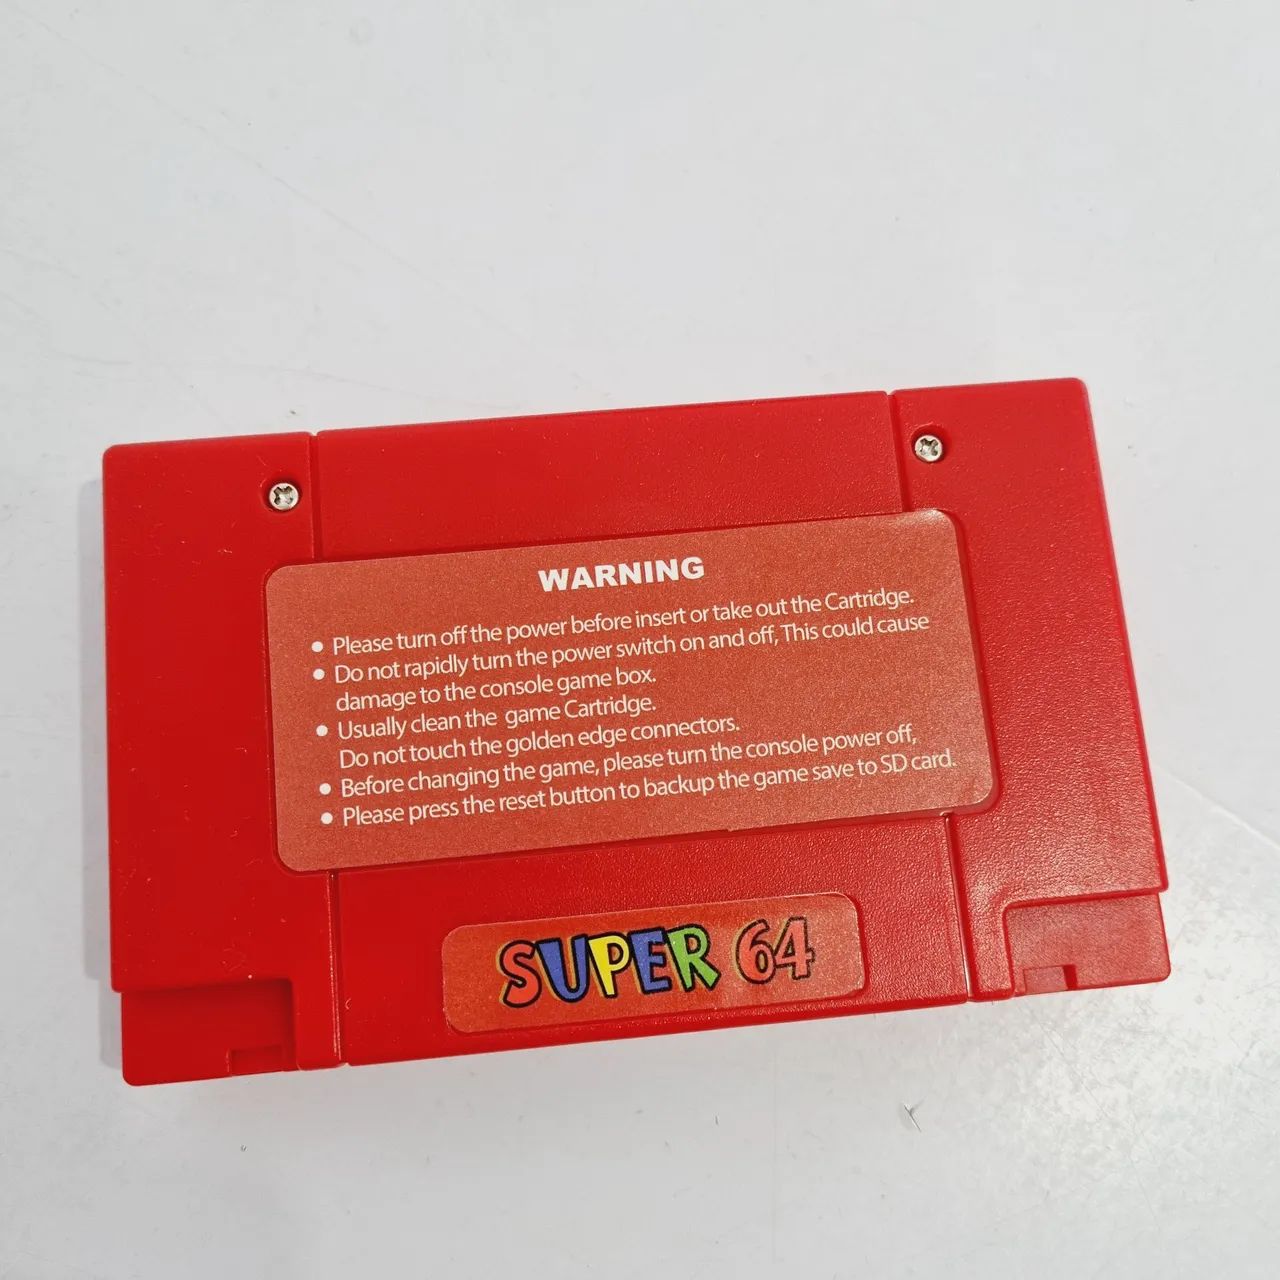 WARNING
● Please turn off the power before insert or take out the Cartridge.
● Do not rapidly turn the power switch on and off, This could cause
damage to the console game box.
● Usually clean the game Cartridge.
Do not touch the golden edge connectors.
● Before changing the game, please turn the console power off,
● Please press the reset button to backup the game save to SD card.
SUPER 64